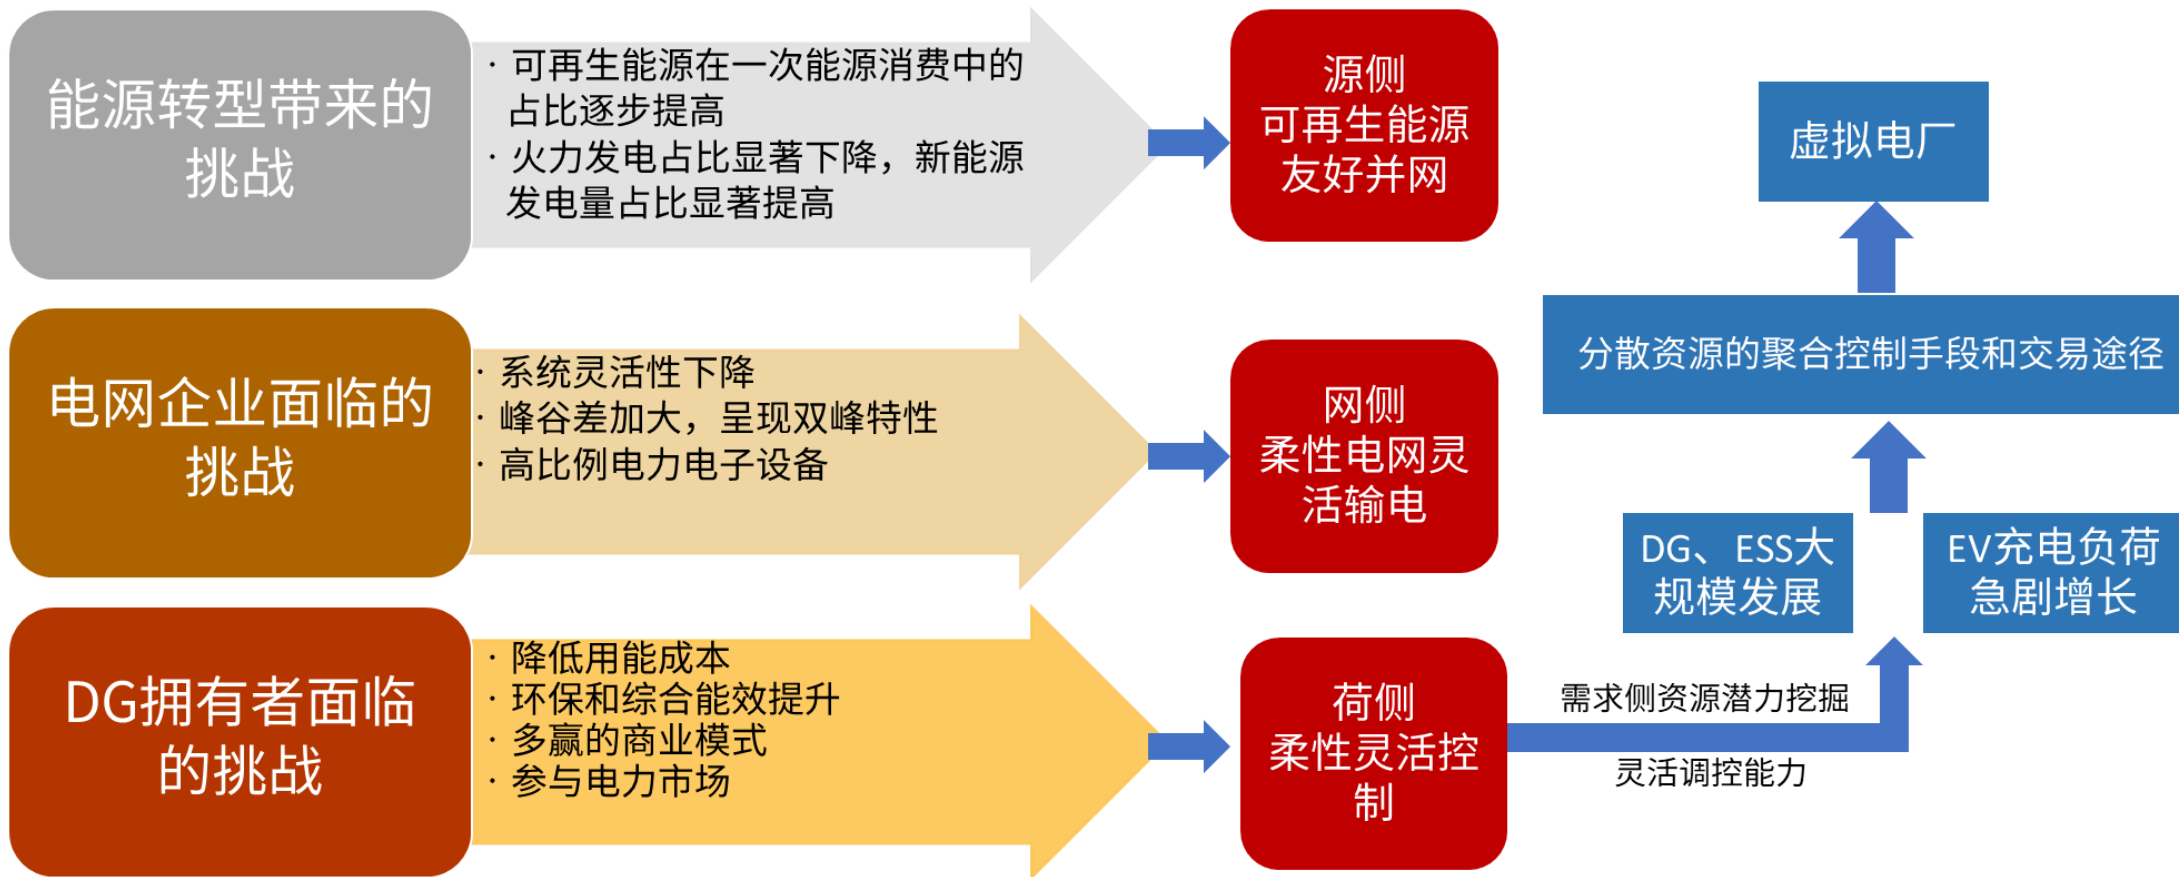 能源转型带来的
挑战
· 可再生能源在一次能源消费中的
占比逐步提高
· 火力发电占比显著下降，新能源
发电量占比显著提高
源侧
可再生能源
友好并网
电网企业面临的
挑战
· 系统灵活性下降
· 峰谷差加大，呈现双峰特性
· 高比例电力电子设备
网侧
柔性电网灵
活输电
DG拥有者面临
的挑战
· 降低用能成本
· 环保和综合能效提升
· 多赢的商业模式
· 参与电力市场
荷侧
柔性灵活控
制
需求侧资源潜力挖掘
灵活调控能力
DG、ESS大
规模发展
EV充电负荷
急剧增长
分散资源的聚合控制手段和交易途径
虚拟电厂